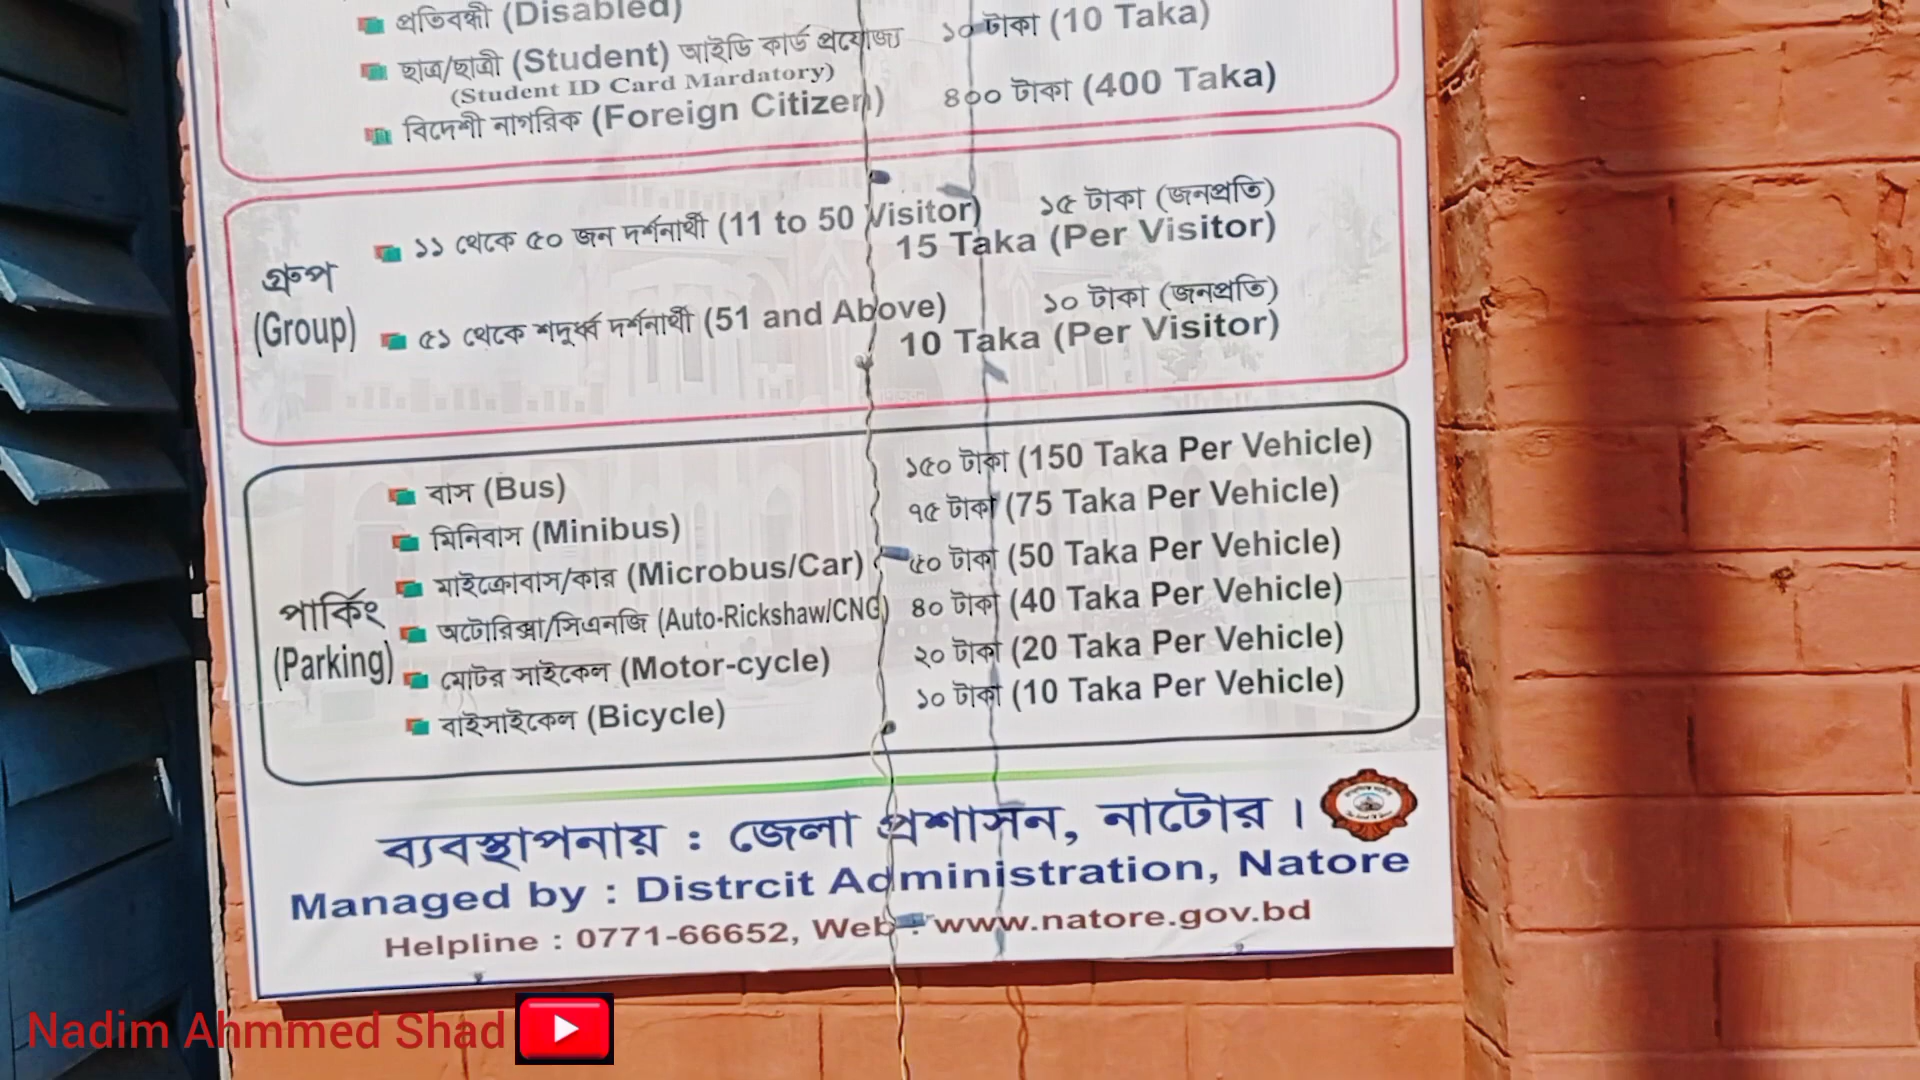 প্রতিবন্ধী (Disabled)
ছাত্র/ছাত্রী (Student) আইডি কার্ড প্রযোজ্য ১০ টাকা (10 Taka)
(Student ID Card Mardatory)
বিদেশী নাগরিক (Foreign Citizen) ৪০০ টাকা (400 Taka)
গ্রুপ
(Group)
১১ থেকে ৫০ জন দর্শনার্থী (11 to 50 Visitor) ১৫ টাকা (জনপ্রতি)
15 Taka (Per Visitor)
৫১ থেকে শদুর্ধ্ব দর্শনার্থী (51 and Above) ১০ টাকা (জনপ্রতি)
10 Taka (Per Visitor)
পার্কিং
(Parking)
বাস (Bus) ১৫০ টাকা (150 Taka Per Vehicle)
মিনিবাস (Minibus) ৭৫ টাকা (75 Taka Per Vehicle)
মাইক্রোবাস/কার (Microbus/Car) ৫০ টাকা (50 Taka Per Vehicle)
অটোরিক্সা/সিএনজি (Auto-Rickshaw/CNG) ৪০ টাকা (40 Taka Per Vehicle)
মোটর সাইকেল (Motor-cycle) ২০ টাকা (20 Taka Per Vehicle)
বাইসাইকেল (Bicycle) ১০ টাকা (10 Taka Per Vehicle)
ব্যবস্থাপনায় : জেলা প্রশাসন, নাটোর ।
Managed by : Distrcit Administration, Natore
Helpline : 0771-66652, Web : www.natore.gov.bd
Nadim Ahmmed Shad